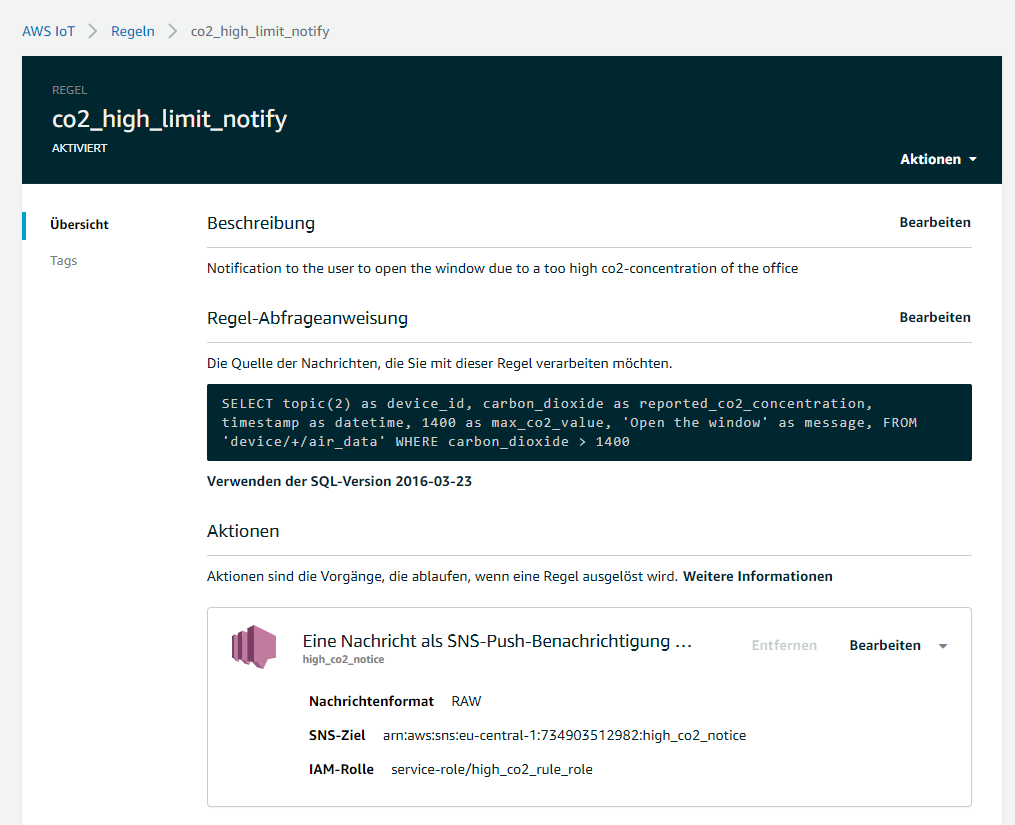 AWS IoT > Regeln > co2_high_limit_notify
REGEL
co2_high_limit_notify
AKTIVIERT
Aktionen
Übersicht
Tags
Beschreibung
Bearbeiten
Notification to the user to open the window due to a too high co2-concentration of the office
Regel-Abfrageanweisung
Bearbeiten
Die Quelle der Nachrichten, die Sie mit dieser Regel verarbeiten möchten.
SELECT topic(2) as device_id, carbon_dioxide as reported_co2_concentration,
timestamp as datetime, 1400 as max_co2_value, 'Open the window' as message, FROM
'device/+/air_data' WHERE carbon_dioxide > 1400
Verwenden der SQL-Version 2016-03-23
Aktionen
Aktionen sind die Vorgänge, die ablaufen, wenn eine Regel ausgelöst wird. Weitere Informationen
Eine Nachricht als SNS-Push-Benachrichtigung ...
high_co2_notice
Entfernen
Bearbeiten
Nachrichtenformat RAW
SNS-Ziel arn:aws:sns:eu-central-1:734903512982:high_co2_notice
IAM-Rolle service-role/high_co2_rule_role